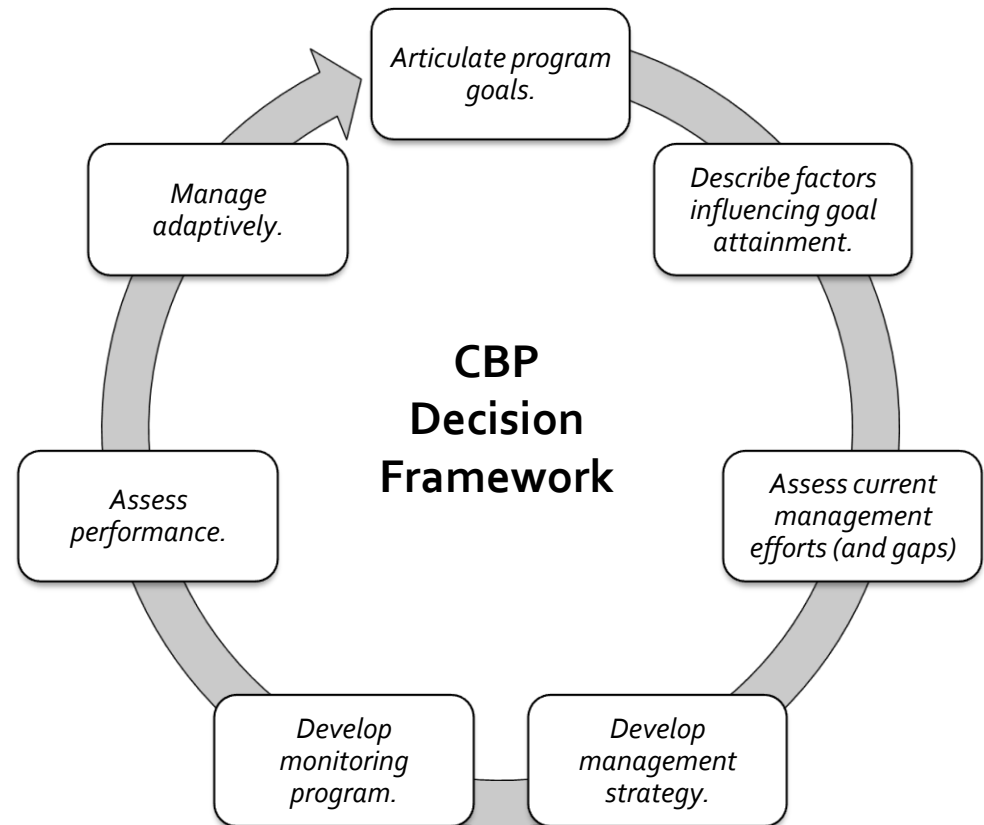 Articulate program
goals.
Describe factors
influencing goal
attainment.
Assess current
management
efforts (and gaps)
Develop
management
strategy.
Develop
monitoring
program.
Assess
performance.
Manage
adaptively.
CBP
Decision
Framework